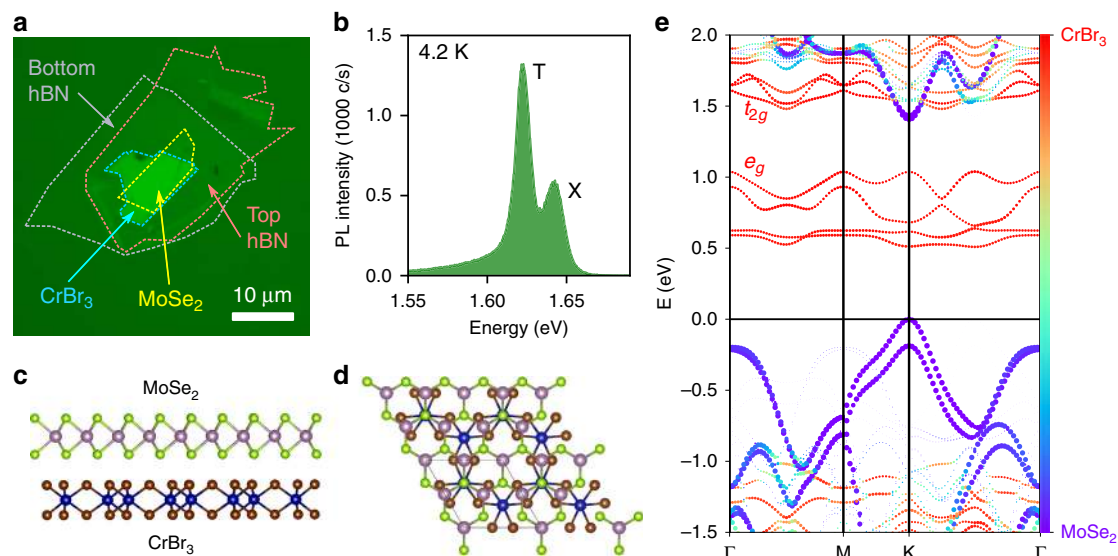 a
Bottom
hBN
Top
hBN
CrBr₃
MoSe₂
10 μm
b
4.2 K
T
X
PL intensity (1000 c/s)
1.5
1.0
0.5
0.0
1.55
1.60
1.65
Energy (eV)
c
MoSe₂
CrBr₃
d
e
E (eV)
2.0
1.5
1.0
0.5
0.0
−0.5
−1.0
−1.5
t₂g
eg
Γ
M
K
Γ
CrBr₃
MoSe₂